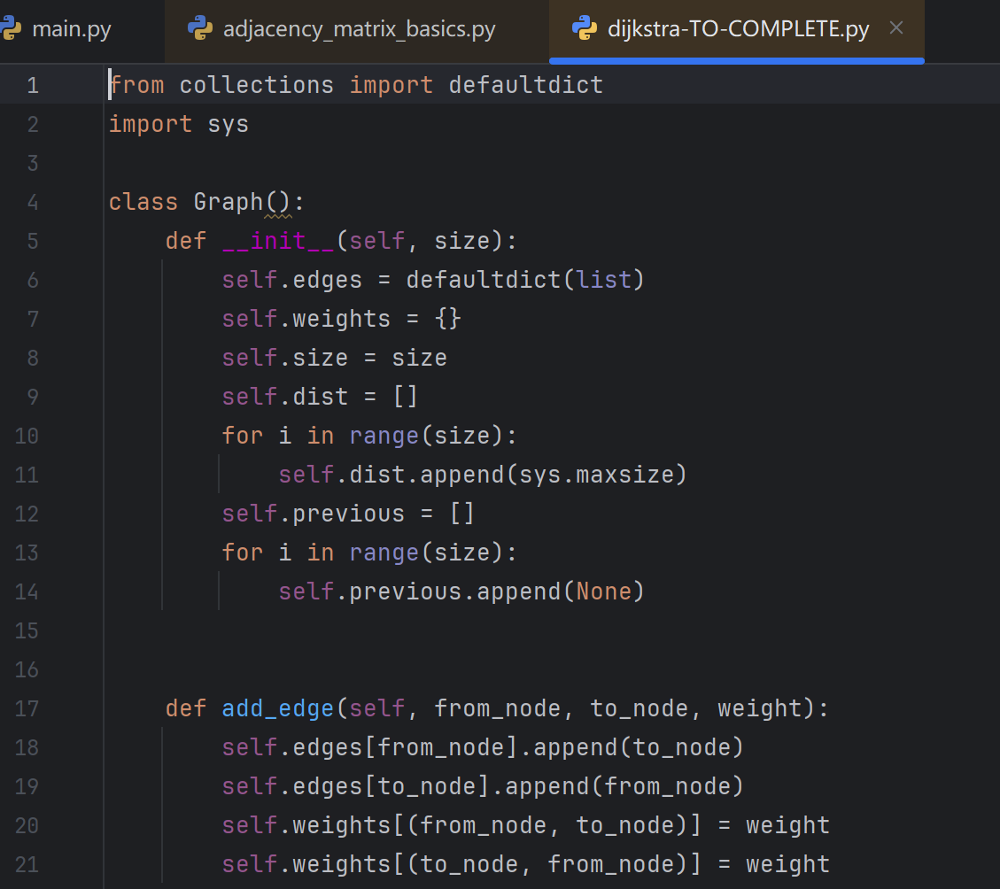 main.py adjacency_matrix_basics.py dijkstra-TO-COMPLETE.py
1 from collections import defaultdict
2 import sys
3
4 class Graph():
5     def __init__(self, size):
6         self.edges = defaultdict(list)
7         self.weights = {}
8         self.size = size
9         self.dist = []
10         for i in range(size):
11             self.dist.append(sys.maxsize)
12         self.previous = []
13         for i in range(size):
14             self.previous.append(None)
15
16
17     def add_edge(self, from_node, to_node, weight):
18         self.edges[from_node].append(to_node)
19         self.edges[to_node].append(from_node)
20         self.weights[(from_node, to_node)] = weight
21         self.weights[(to_node, from_node)] = weight